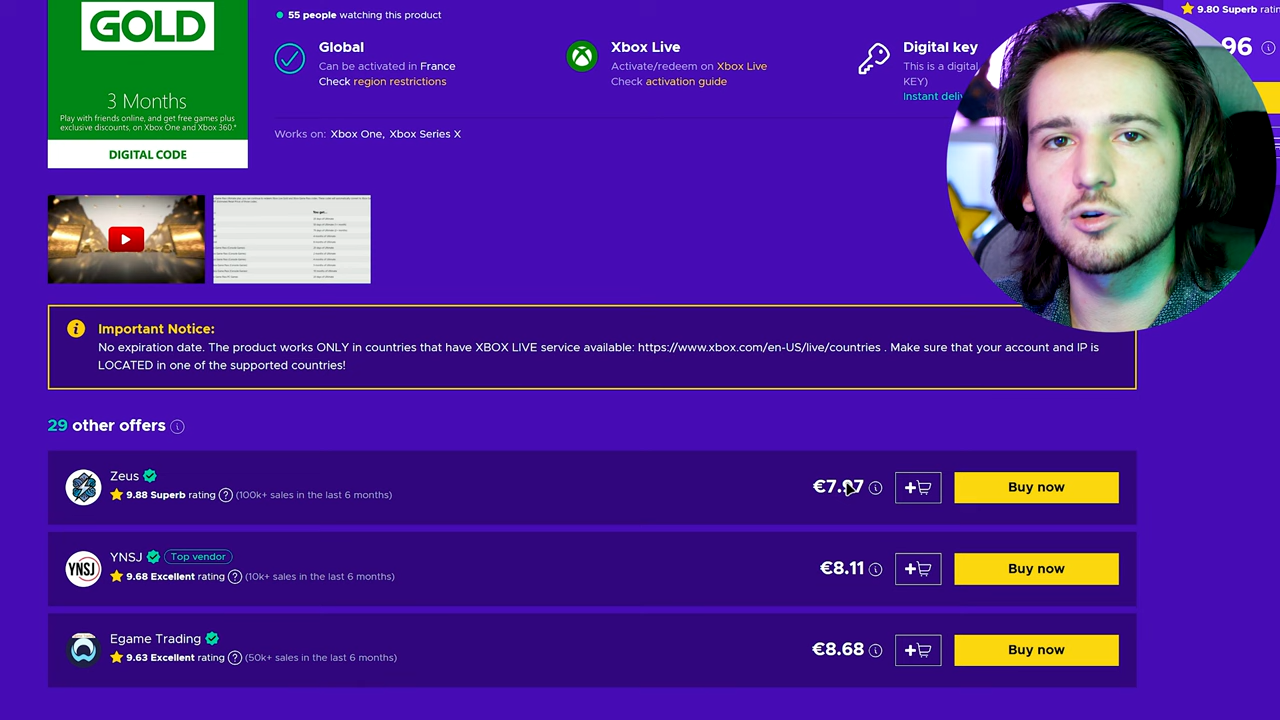 GOLD
3 Months
Play with friends online, and get free games plus
exclusive discounts, on Xbox One and Xbox 360.*
DIGITAL CODE
55 people watching this product
Global
Can be activated in France
Check region restrictions
Xbox Live
Activate/redeem on Xbox Live
Check activation guide
Digital key
This is a digital
KEY)
Instant deli
9.80 Superb ratin
96
Works on: Xbox One, Xbox Series X
Important Notice:
No expiration date. The product works ONLY in countries that have XBOX LIVE service available: https://www.xbox.com/en-US/live/countries . Make sure that your account and IP is
LOCATED in one of the supported countries!
29 other offers
Zeus
9.88 Superb rating (100k+ sales in the last 6 months)
Buy now
YNSJ
YNSJ Top vendor
9.68 Excellent rating (10k+ sales in the last 6 months)
€8.11
Buy now
Egame Trading
9.63 Excellent rating (50k+ sales in the last 6 months)
€8.68
Buy now